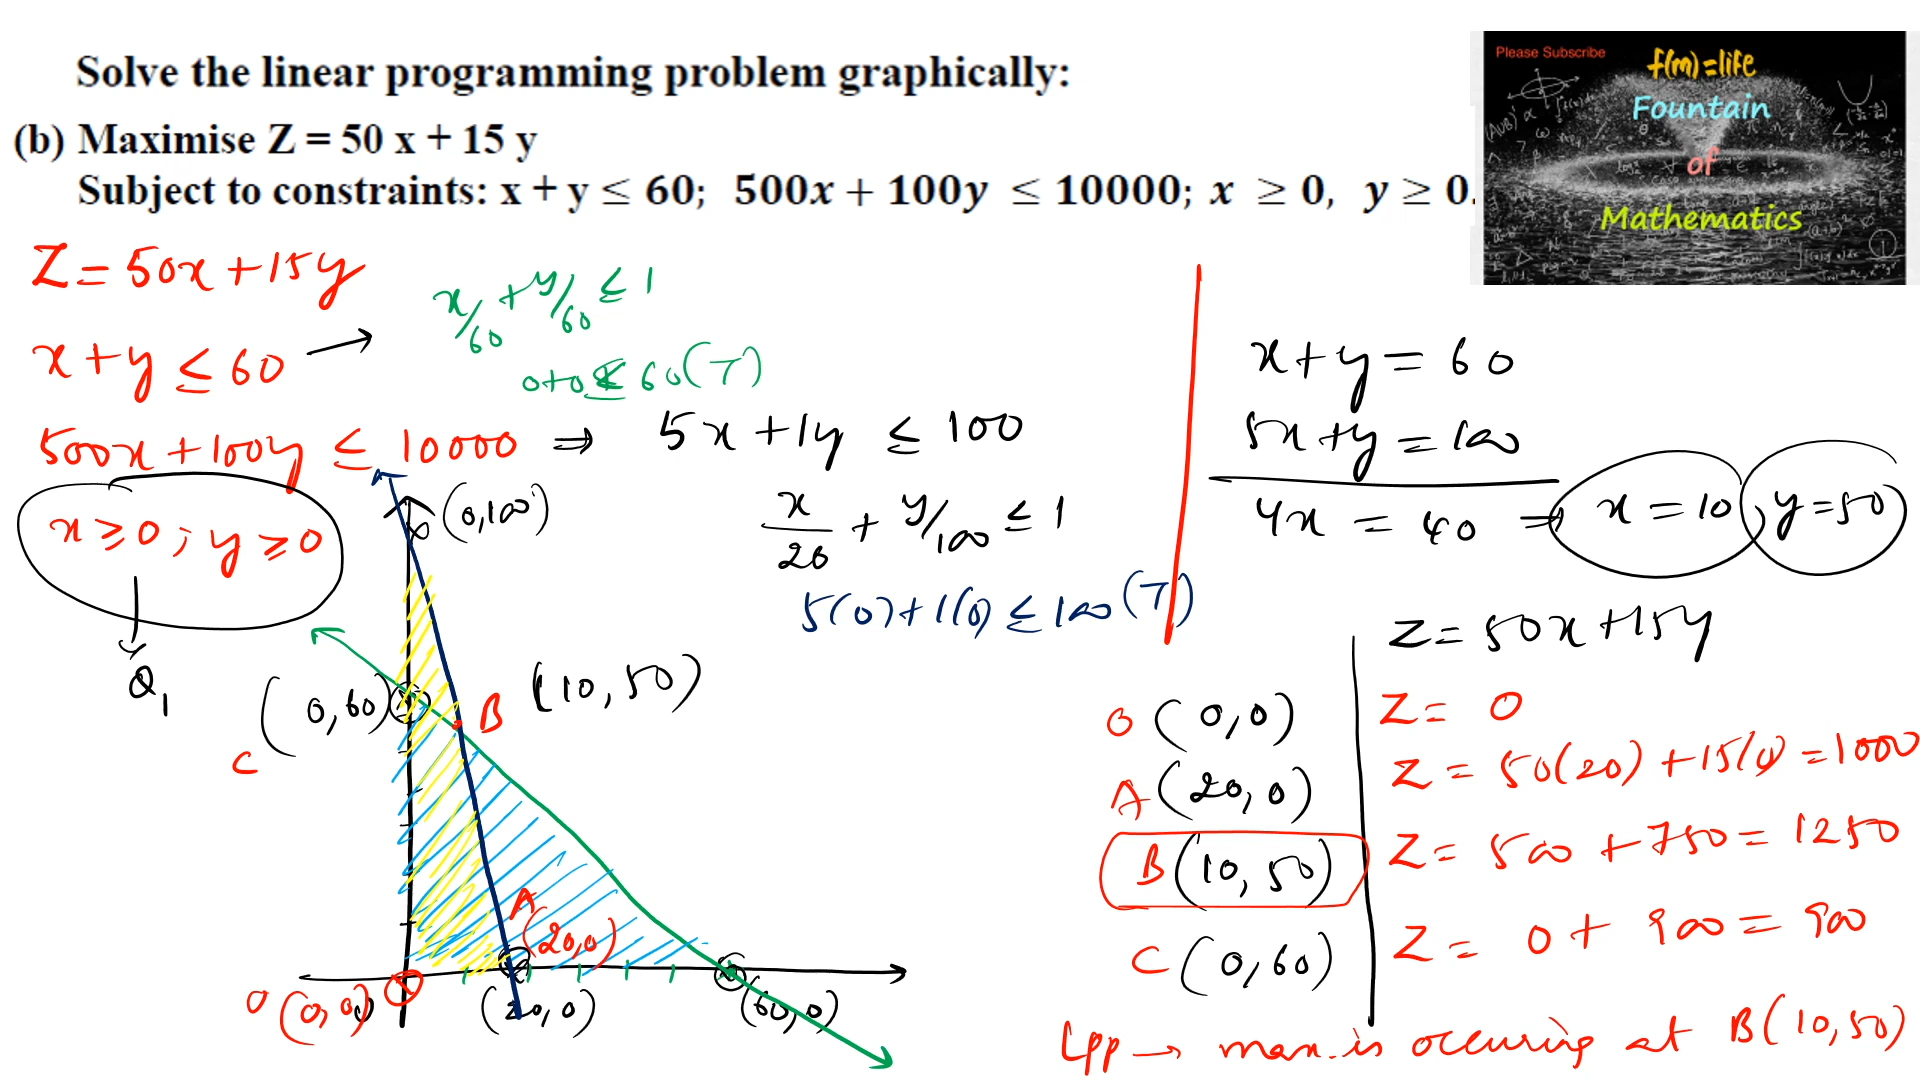 Solve the linear programming problem graphically:
(b) Maximise Z = 50 x + 15 y
Subject to constraints: x + y ≤ 60; 500x + 100y ≤ 10000; x ≥ 0, y ≥ 0.
Please Subscribe
f(m)=life
Fountain
of
Mathematics
Z = 50x + 15y
x/60 + y/60 ≤ 1
x + y ≤ 60 →
0+0 ≤ 60 (T)
500x + 100y ≤ 10000 ⇒ 5x + 1y ≤ 100
x/20 + y/100 ≤ 1
5(0) + 1(0) ≤ 100 (T)
x ≥ 0 ; y ≥ 0
Q1
(0,100)
(0,60)
C
B (10,50)
A
(20,0)
O (0,0)
(20,0)
(60,0)
x + y = 60
5x + y = 100
4x = 40 ⇒ x = 10, y = 50
Z = 50x + 15y
O (0,0) Z = 0
A (20,0) Z = 50(20) + 15(0) = 1000
B (10,50) Z = 500 + 750 = 1250
C (0,60) Z = 0 + 900 = 900
LPP → max. is occuring at B(10,50)